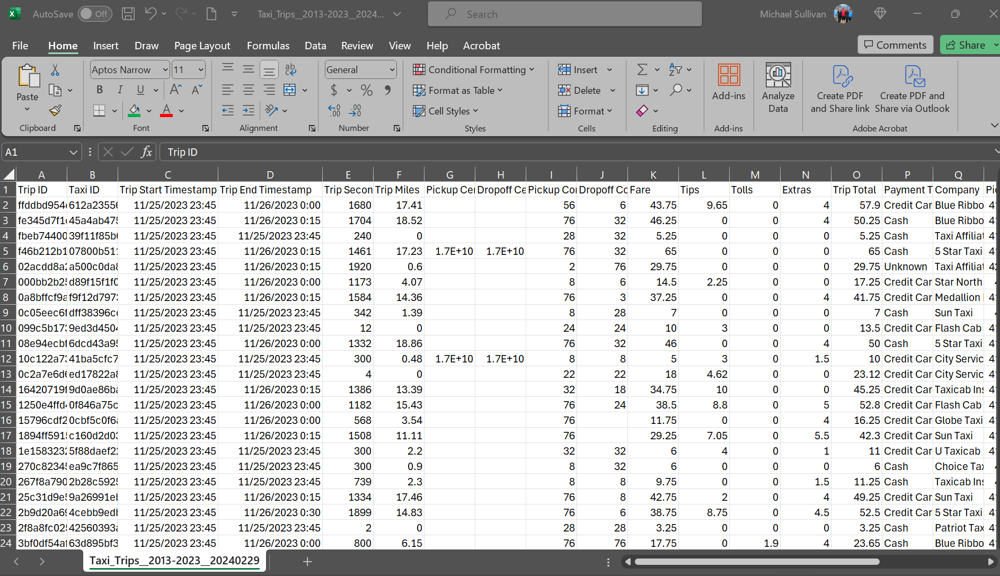 AutoSave Off Taxi_Trips__2013-2023__2024... Search Michael Sullivan
File Home Insert Draw Page Layout Formulas Data Review View Help Acrobat Comments Share
Paste Aptos Narrow 11 General Conditional Formatting Insert Add-ins Analyze Data Create PDF and Share link Create PDF and Share via Outlook
Format as Table Delete
Cell Styles Format
Clipboard Font Alignment Number Styles Cells Editing Add-ins Adobe Acrobat
A1 fx Trip ID
A B C D E F G H I J K L M N O P Q
1 Trip ID Taxi ID Trip Start Timestamp Trip End Timestamp Trip Secon Trip Miles Pickup Cei Dropoff Ce Pickup Cor Dropoff Co Fare Tips Tolls Extras Trip Total Payment T Company Pi
2 ffddbd954 612a2355 11/25/2023 23:45 11/26/2023 0:00 1680 17.41 56 6 43.75 9.65 0 4 57.9 Credit Car Blue Ribbo 4
3 fe345d7f1 45a4ab475 11/25/2023 23:45 11/26/2023 0:15 1704 18.52 76 32 46.25 0 0 4 50.25 Cash Blue Ribbo 4
4 fbeb74400 39f11f85b 11/25/2023 23:45 11/25/2023 23:45 240 0 28 32 5.25 0 0 0 5.25 Cash Taxi Affiliat 4
5 f46b212b1 07800b51 11/25/2023 23:45 11/26/2023 0:15 1461 17.23 1.7E+10 1.7E+10 76 32 65 0 0 0 65 Cash 5 Star Taxi 4
6 02acdd8a a500c0da 11/25/2023 23:45 11/26/2023 0:15 1920 0.6 2 76 29.75 0 0 0 29.75 Unknown Taxi Affiliat 4
7 000bb2b2 d89f15f1f0 11/25/2023 23:45 11/26/2023 0:00 1173 4.07 8 6 14.5 2.25 0 0 17.25 Credit Car Star North
8 0a8bffcf9a f9f12d797 11/25/2023 23:45 11/26/2023 0:15 1584 14.36 76 3 37.25 0 0 4 41.75 Credit Car Medallion 4
9 0c05eec6f dff38396c 11/25/2023 23:45 11/25/2023 23:45 342 1.39 8 28 7 0 0 0 7 Cash Sun Taxi
10 099c5b17 9ed3d450 11/25/2023 23:45 11/25/2023 23:45 12 0 24 24 10 3 0 0 13.5 Credit Car Flash Cab 4
11 08e94ecbf 6dcd43a9 11/25/2023 23:45 11/26/2023 0:00 1332 18.86 76 32 46 0 0 4 50 Cash 5 Star Taxi 4
12 10c122a7 41ba5cfc7 11/25/2023 23:45 11/25/2023 23:45 300 0.48 1.7E+10 1.7E+10 8 8 5 3 0 1.5 10 Credit Car City Servic 4
13 0c2a7e6d ed17822a 11/25/2023 23:45 11/25/2023 23:45 4 0 22 22 18 4.62 0 0 23.12 Credit Car City Servic 4
14 16420719f 9d0ae86b 11/25/2023 23:45 11/26/2023 0:15 1386 13.39 32 18 34.75 10 0 0 45.25 Credit Car Taxicab Ins 4
15 1250e4ffd 0f846a75c 11/25/2023 23:45 11/26/2023 0:00 1182 15.43 76 24 38.5 8.8 0 5 52.8 Credit Car Flash Cab 4
16 15796cdf2 0cbf5c0f6 11/25/2023 23:45 11/26/2023 0:00 568 3.54 76 11.75 0 0 4 16.25 Credit Car Globe Taxi 4
17 1894ff591 c160d2d0 11/25/2023 23:45 11/26/2023 0:15 1508 11.11 76 29.25 7.05 0 5.5 42.3 Credit Car Sun Taxi 4
18 1e158323 5f88daef2 11/25/2023 23:45 11/25/2023 23:45 300 2.2 32 32 6 4 0 1 11 Credit Car U Taxicab 4
19 270c8234 ea9c7f865 11/25/2023 23:45 11/25/2023 23:45 300 0.9 8 32 6 0 0 0 6 Cash Choice Tax
20 267f8a790 2b28c592 11/25/2023 23:45 11/25/2023 23:45 739 2.3 8 8 9.75 0 0 1.5 11.25 Cash Taxicab Ins
21 25c31d9e 9a26991e 11/25/2023 23:45 11/26/2023 0:15 1334 17.46 76 8 42.75 2 0 4 49.25 Credit Car Sun Taxi 4
22 2b9d20a6 4cebb9ed 11/25/2023 23:45 11/26/2023 0:30 1899 14.83 76 6 38.75 8.75 0 4.5 52.5 Credit Car 5 Star Taxi 4
23 2f8a8fc02 42560393 11/25/2023 23:45 11/25/2023 23:45 2 0 28 28 3.25 0 0 0 3.25 Cash Patriot Tax 4
24 3bf0df54a 63d895bf3 11/25/2023 23:45 11/26/2023 0:00 800 6.15 76 76 17.75 0 1.9 4 23.65 Cash Blue Ribbo 4
Taxi_Trips__2013-2023__20240229